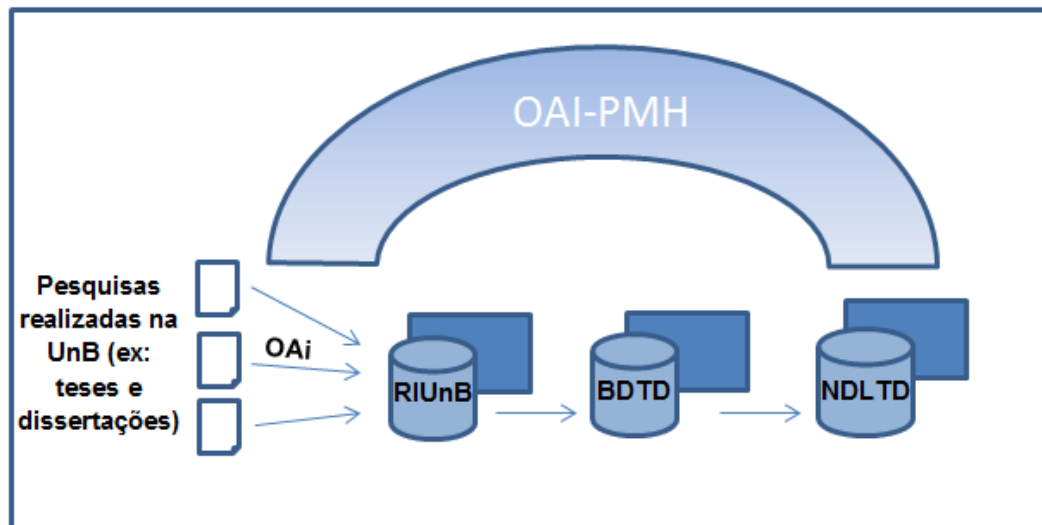 OAI-PMH
Pesquisas
realizadas na
UnB (ex:
teses e
dissertações)
OAi
RIUnB
BDTD
NDLTD